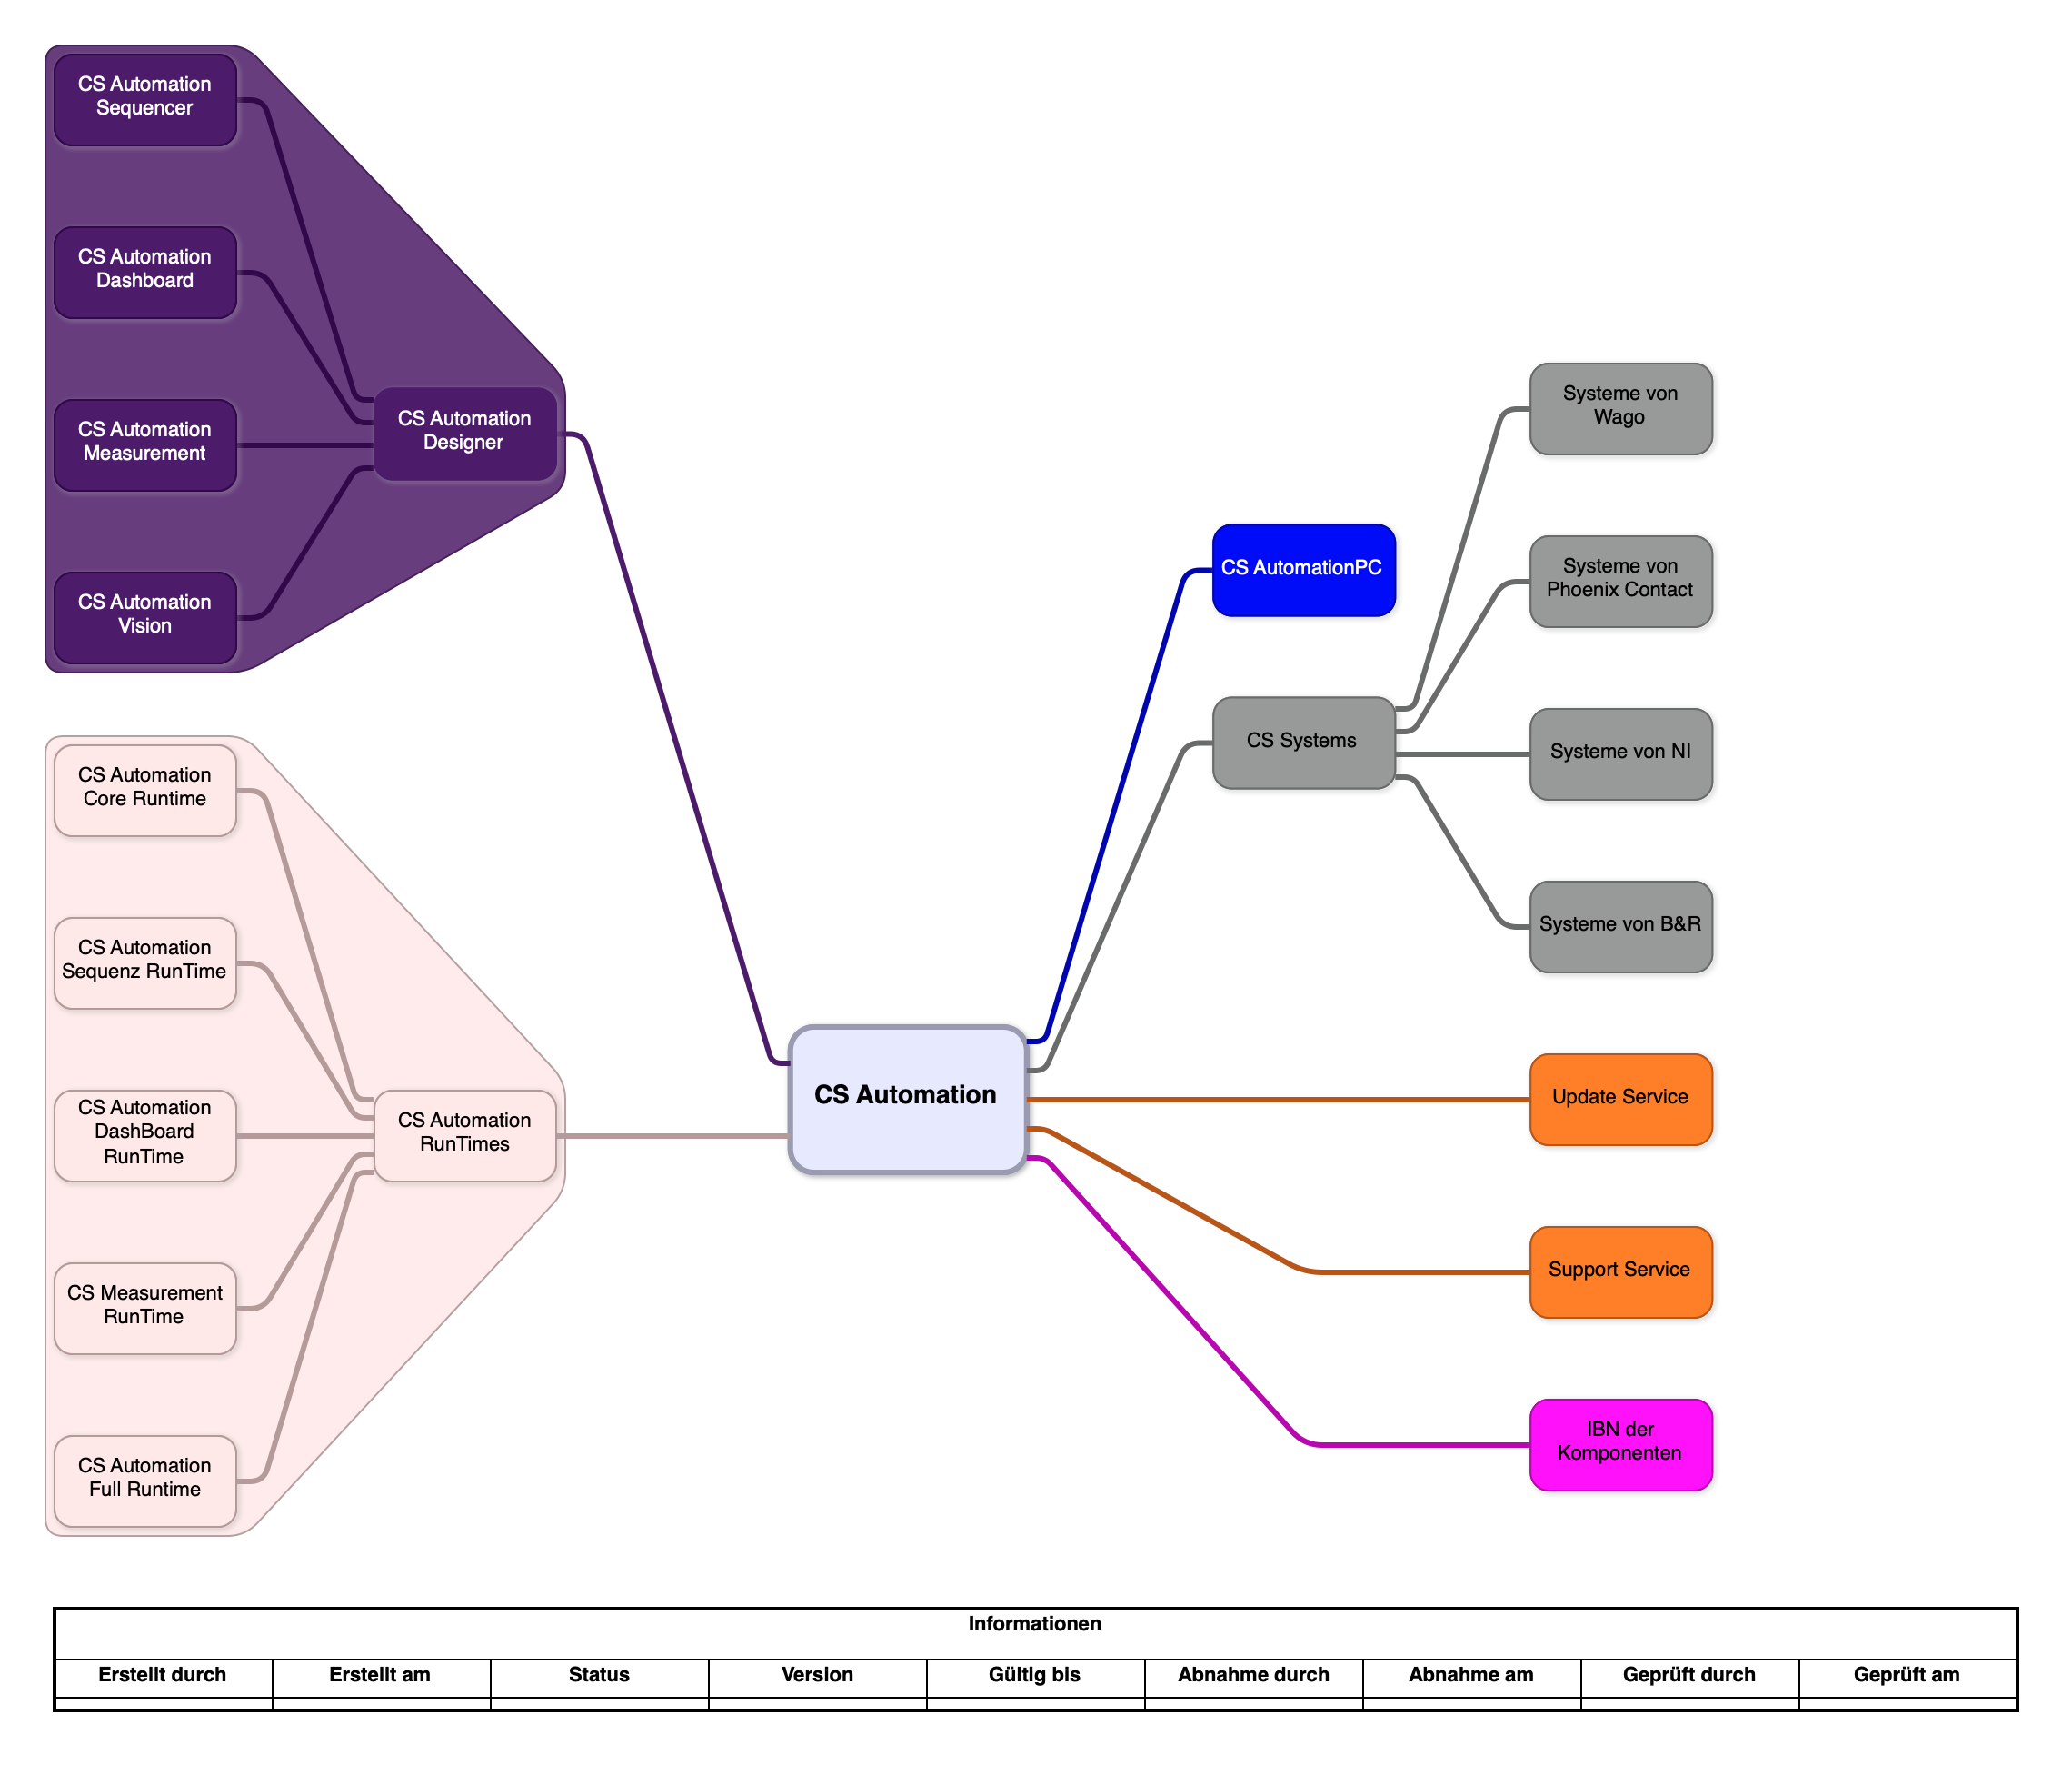 CS Automation
Sequencer
CS Automation
Dashboard
CS Automation
Measurement
CS Automation
Vision
CS Automation
Designer
CS Automation
Core Runtime
CS Automation
Sequenz RunTime
CS Automation
DashBoard
RunTime
CS Measurement
RunTime
CS Automation
Full Runtime
CS Automation
RunTimes
CS Automation
CS AutomationPC
CS Systems
Systeme von
Wago
Systeme von
Phoenix Contact
Systeme von NI
Systeme von B&R
Update Service
Support Service
IBN der
Komponenten
Informationen
Erstellt durch Erstellt am Status Version Gültig bis Abnahme durch Abnahme am Geprüft durch Geprüft am